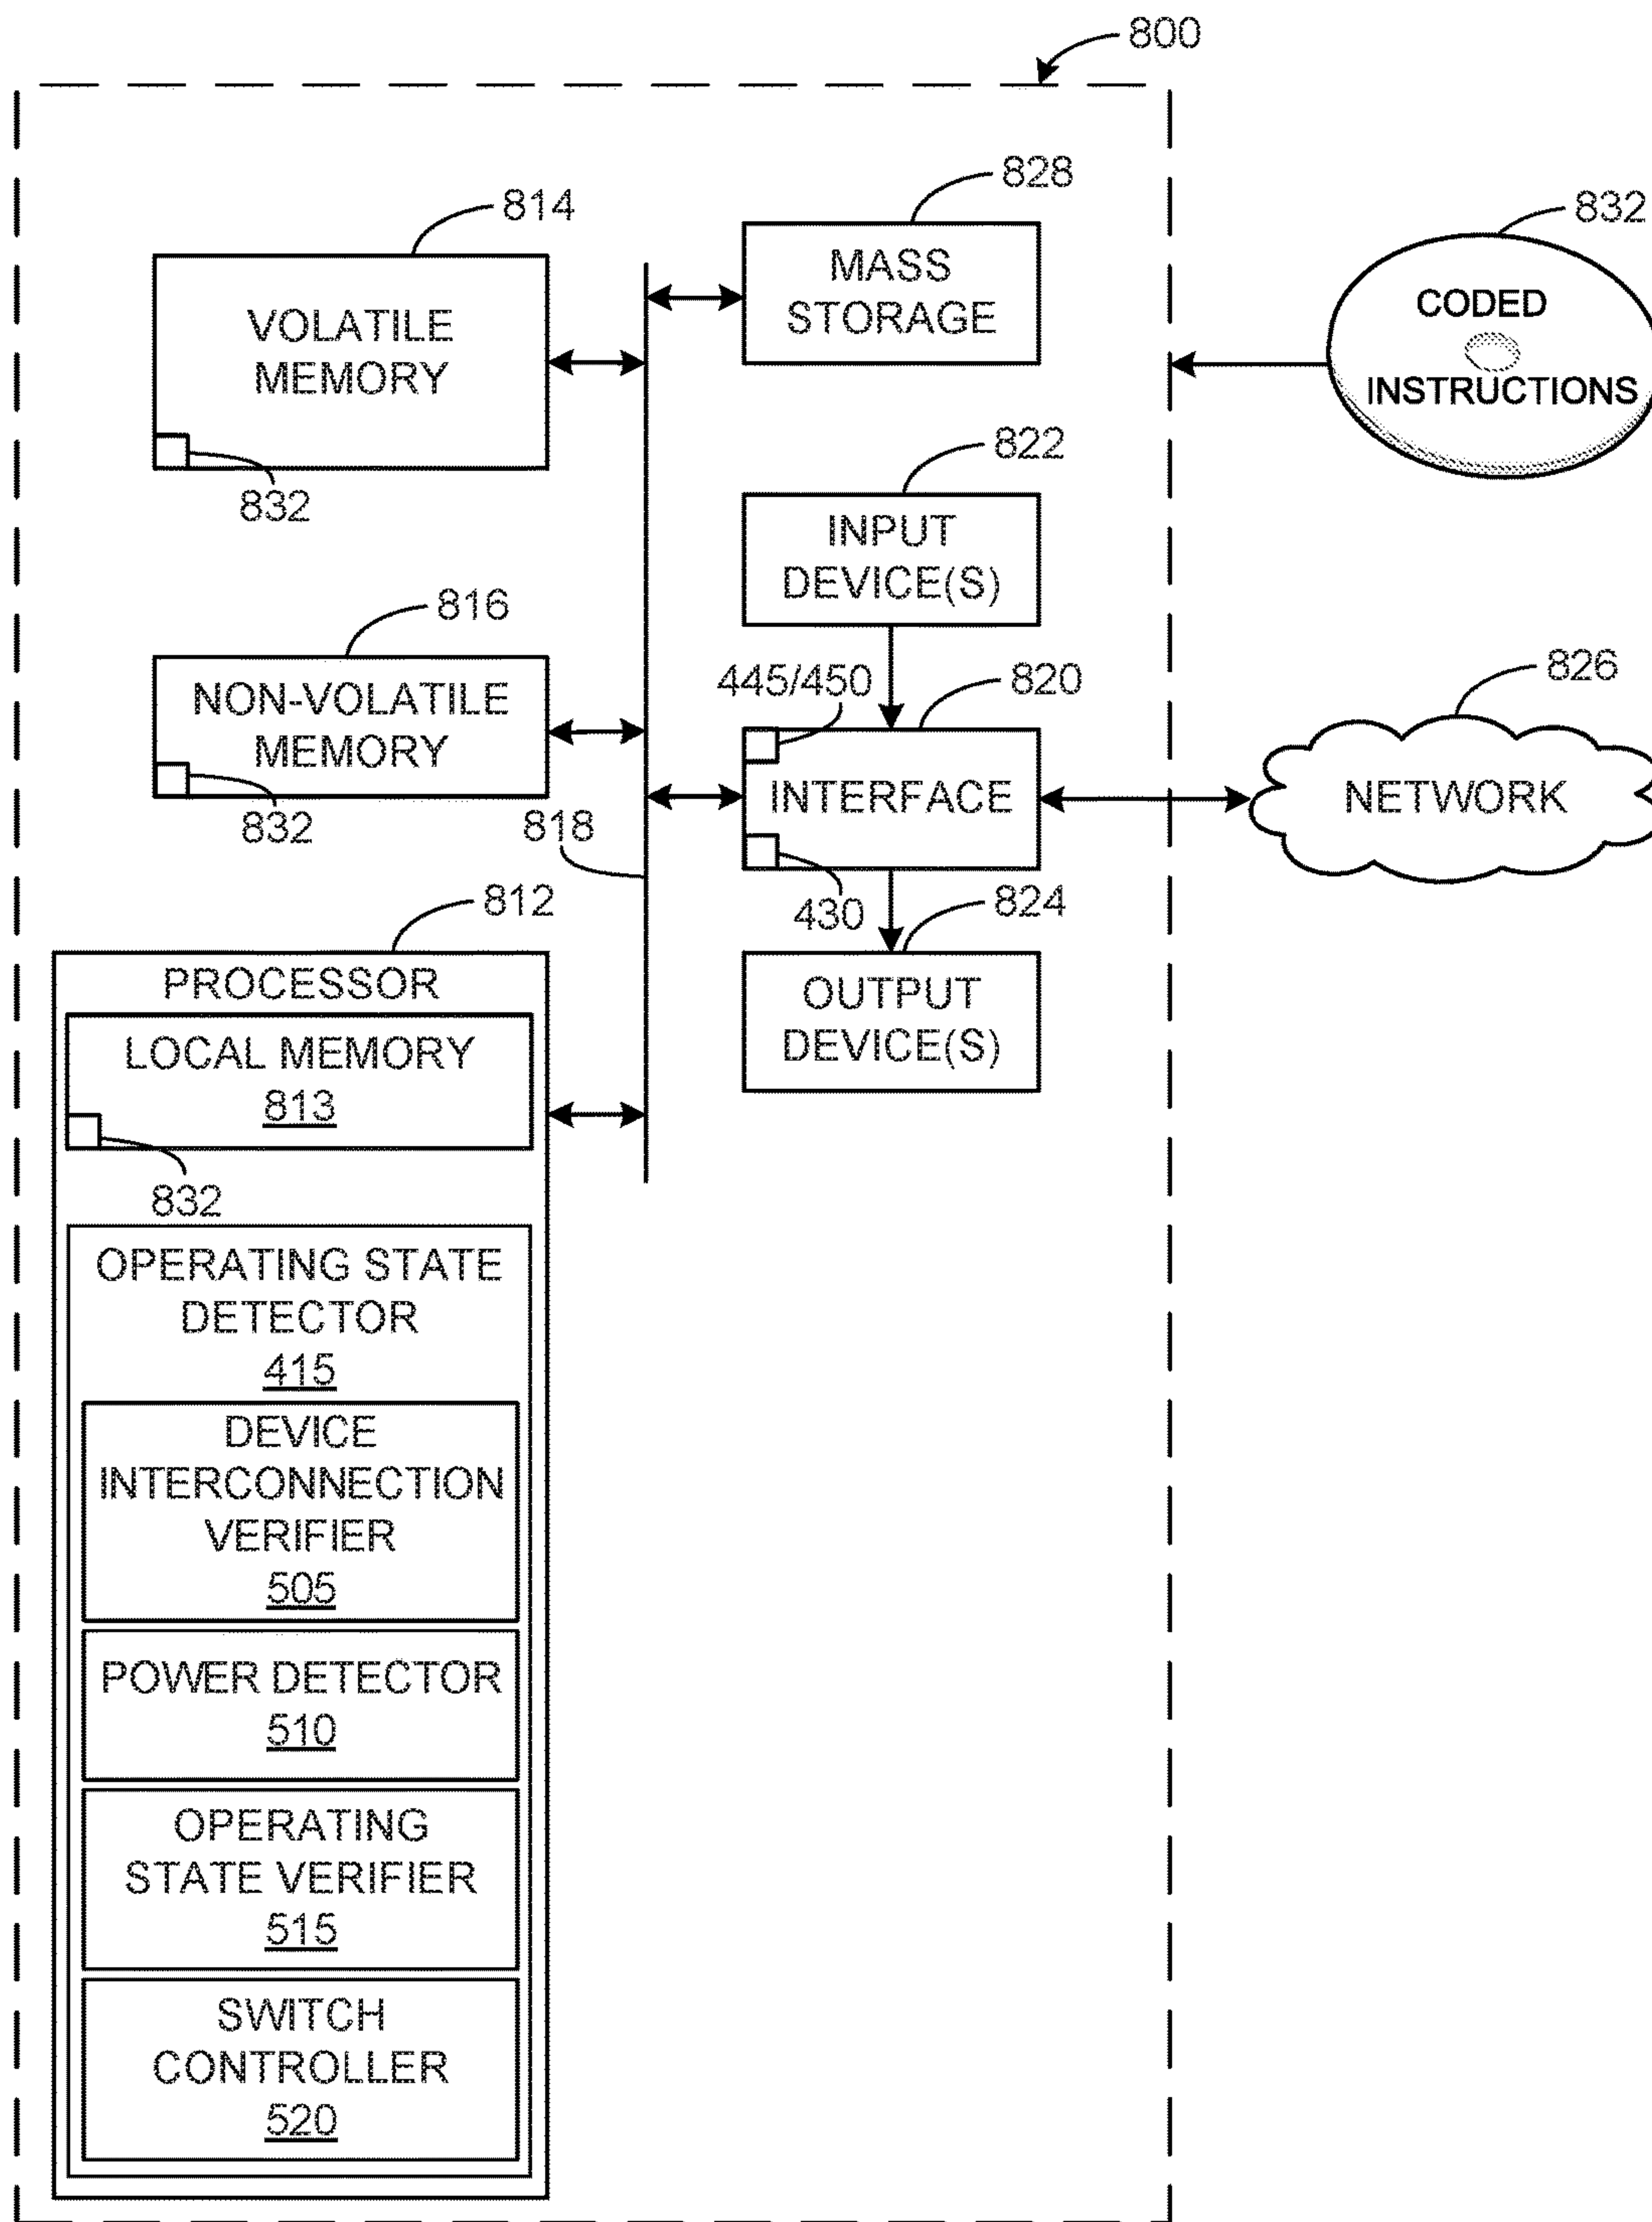 800
814
VOLATILE
MEMORY
832
828
MASS
STORAGE
832
CODED
INSTRUCTIONS
822
INPUT
DEVICE(S)
816
NON-VOLATILE
MEMORY
832
818
445/450
820
INTERFACE
430
826
NETWORK
824
OUTPUT
DEVICE(S)
812
PROCESSOR
LOCAL MEMORY
813
832
OPERATING STATE
DETECTOR
415
DEVICE
INTERCONNECTION
VERIFIER
505
POWER DETECTOR
510
OPERATING
STATE VERIFIER
515
SWITCH
CONTROLLER
520